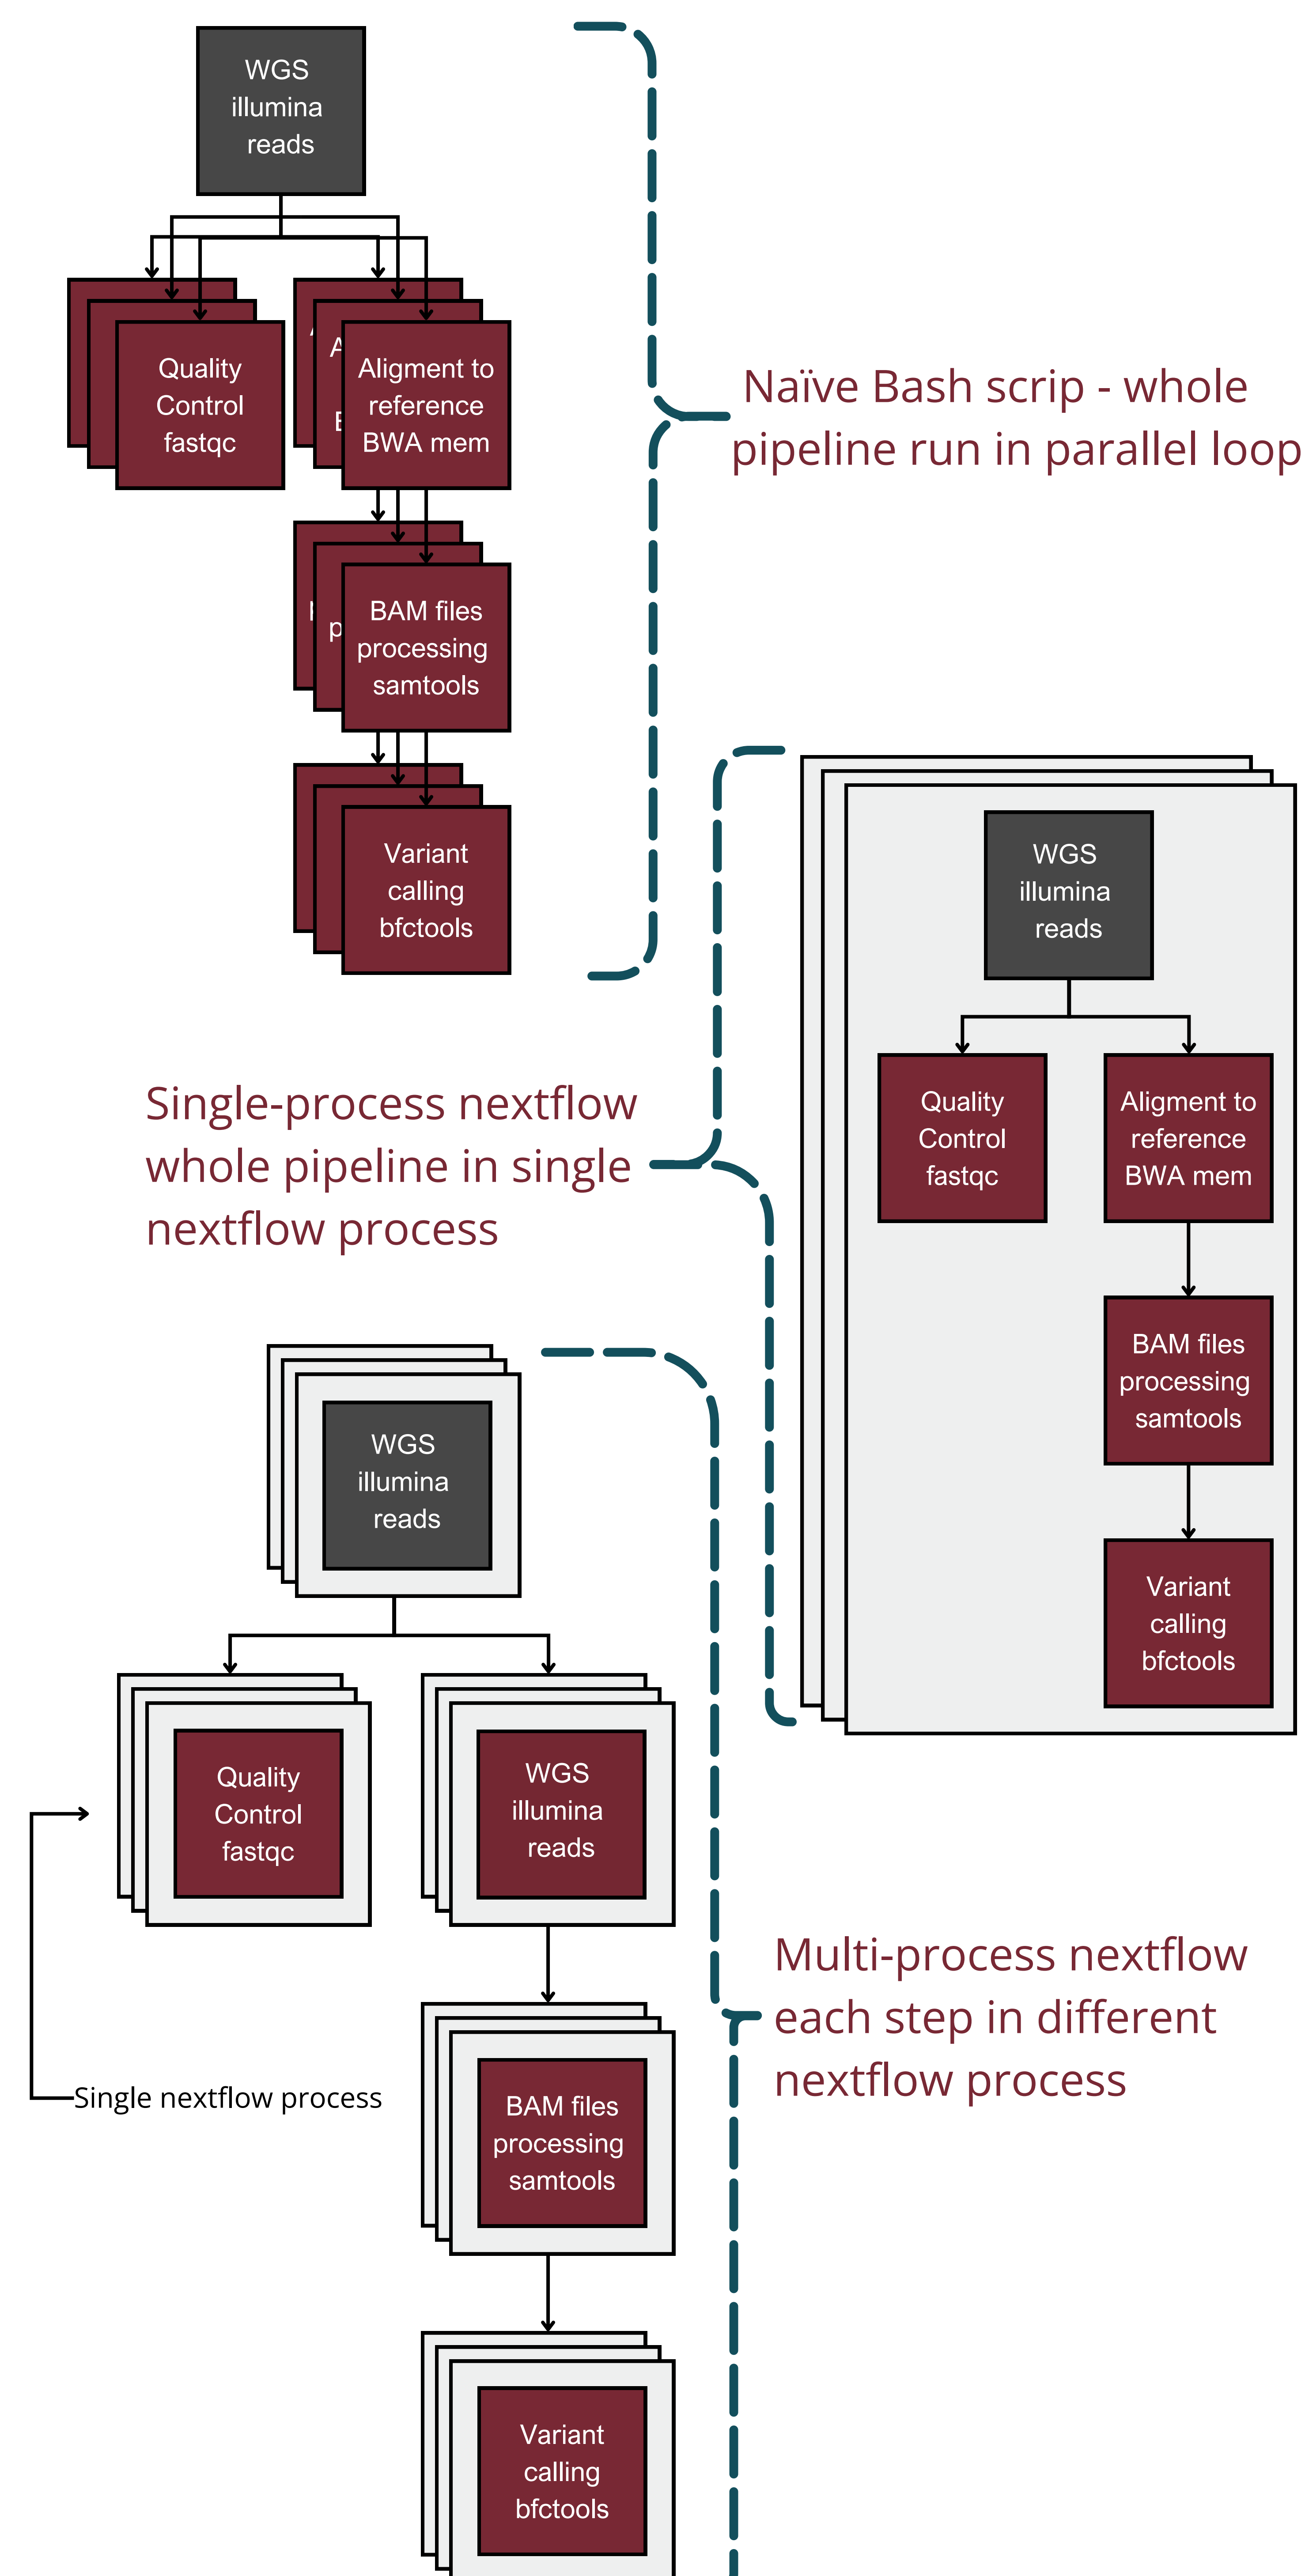 WGS
illumina
reads
Quality
Control
fastqc
Aligment to
reference
BWA mem
BAM files
processing
samtools
Variant
calling
bfctools
Naïve Bash scrip - whole
pipeline run in parallel loop
Single-process nextflow
whole pipeline in single
nextflow process
WGS
illumina
reads
Quality
Control
fastqc
Aligment to
reference
BWA mem
BAM files
processing
samtools
Variant
calling
bfctools
WGS
illumina
reads
Quality
Control
fastqc
WGS
illumina
reads
BAM files
processing
samtools
Variant
calling
bfctools
Single nextflow process
Multi-process nextflow
each step in different
nextflow process